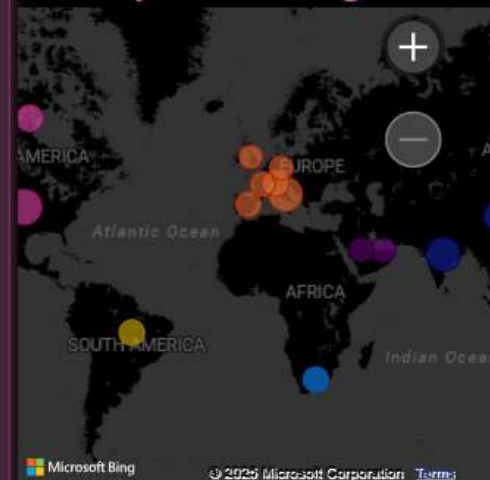 AMERICA
EUROPE
A
Atlantic Ocean
AFRICA
SOUTH AMERICA
Indian Ocea
Microsoft Bing
© 2025 Microsoft Corporation Terms